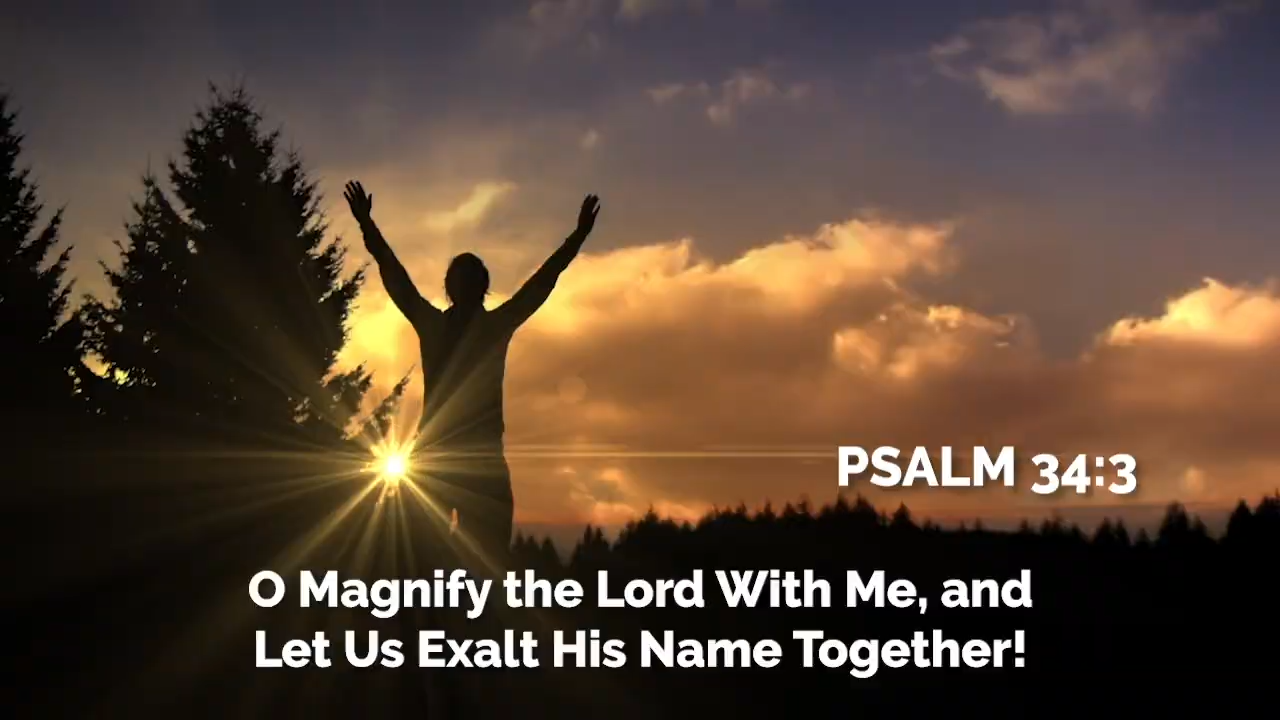 PSALM 34:3
O Magnify the Lord With Me, and
Let Us Exalt His Name Together!